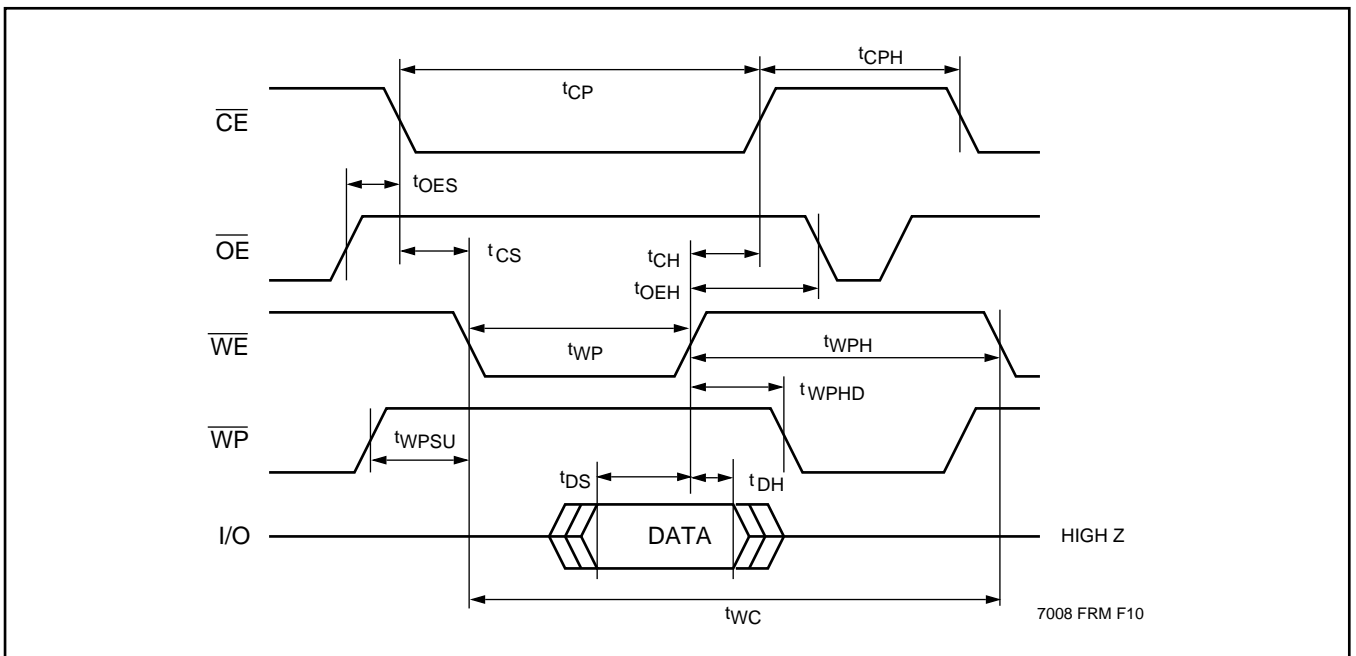 tCP
tCPH
CE
tOES
OE
tCS
tCH
tOEH
WE
tWP
tWPH
tWPHD
WP
tWPSU
tDS
tDH
I/O
DATA
HIGH Z
tWC
7008 FRM F10